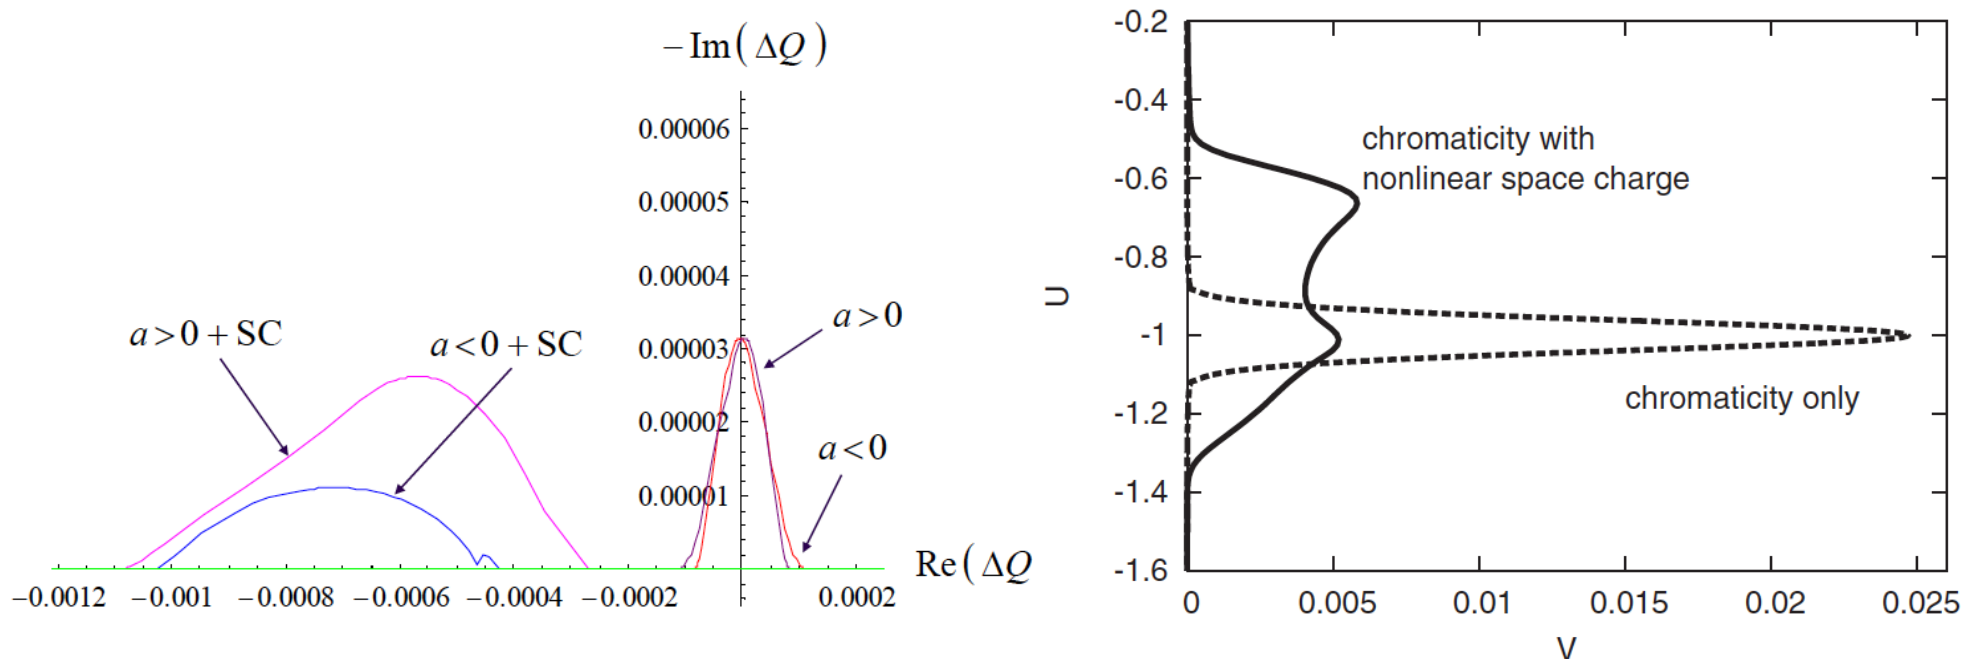 − Im( ΔQ )
0.00006
0.00005
0.00004
0.00003
0.00002
0.00001
a > 0 + SC
a < 0 + SC
a > 0
a < 0
Re( ΔQ
−0.0012
−0.001
−0.0008
−0.0006
−0.0004
−0.0002
0.0002
-0.2
-0.4
-0.6
-0.8
-1
-1.2
-1.4
-1.6
U
chromaticity with
nonlinear space charge
chromaticity only
0
0.005
0.01
0.015
0.02
0.025
V